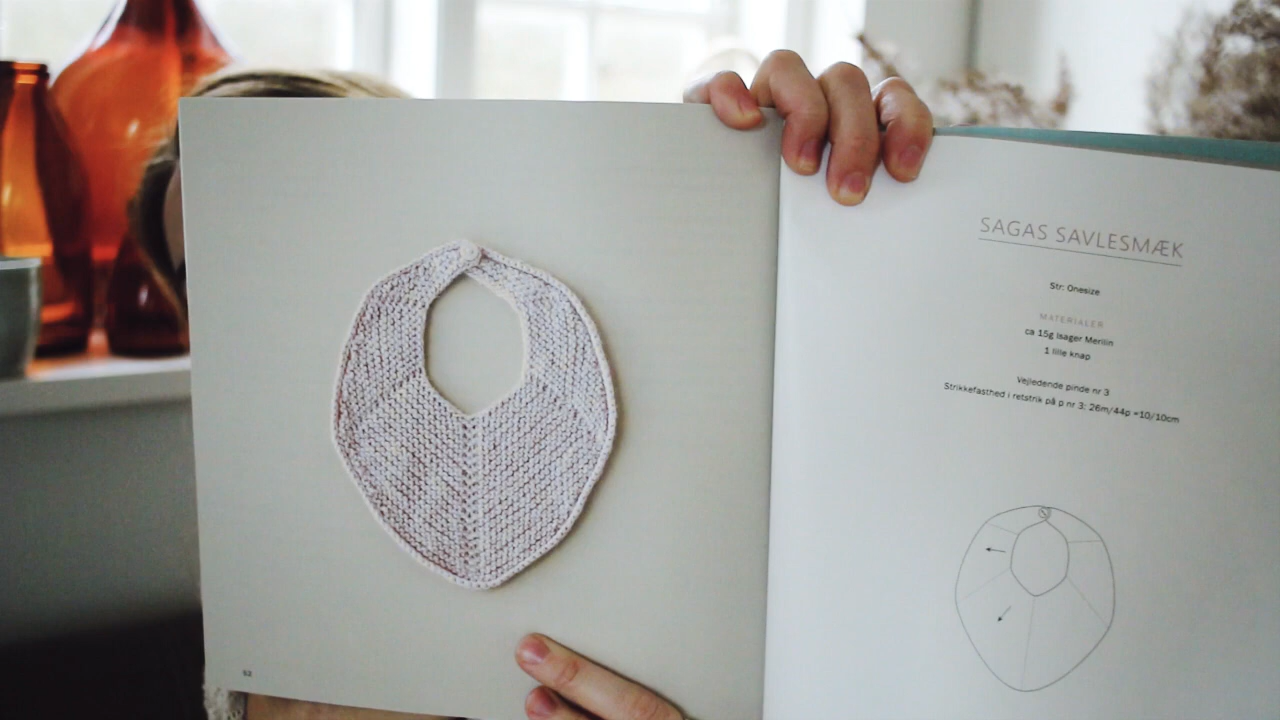 62
SAGAS SAVLESMÆK
Str: Onesize
MATERIALER
ca 15g Isager Merilin
1 lille knap
Vejledende pinde nr 3
Strikkefasthed i retstrik på p nr 3: 26m/44p =10/10cm